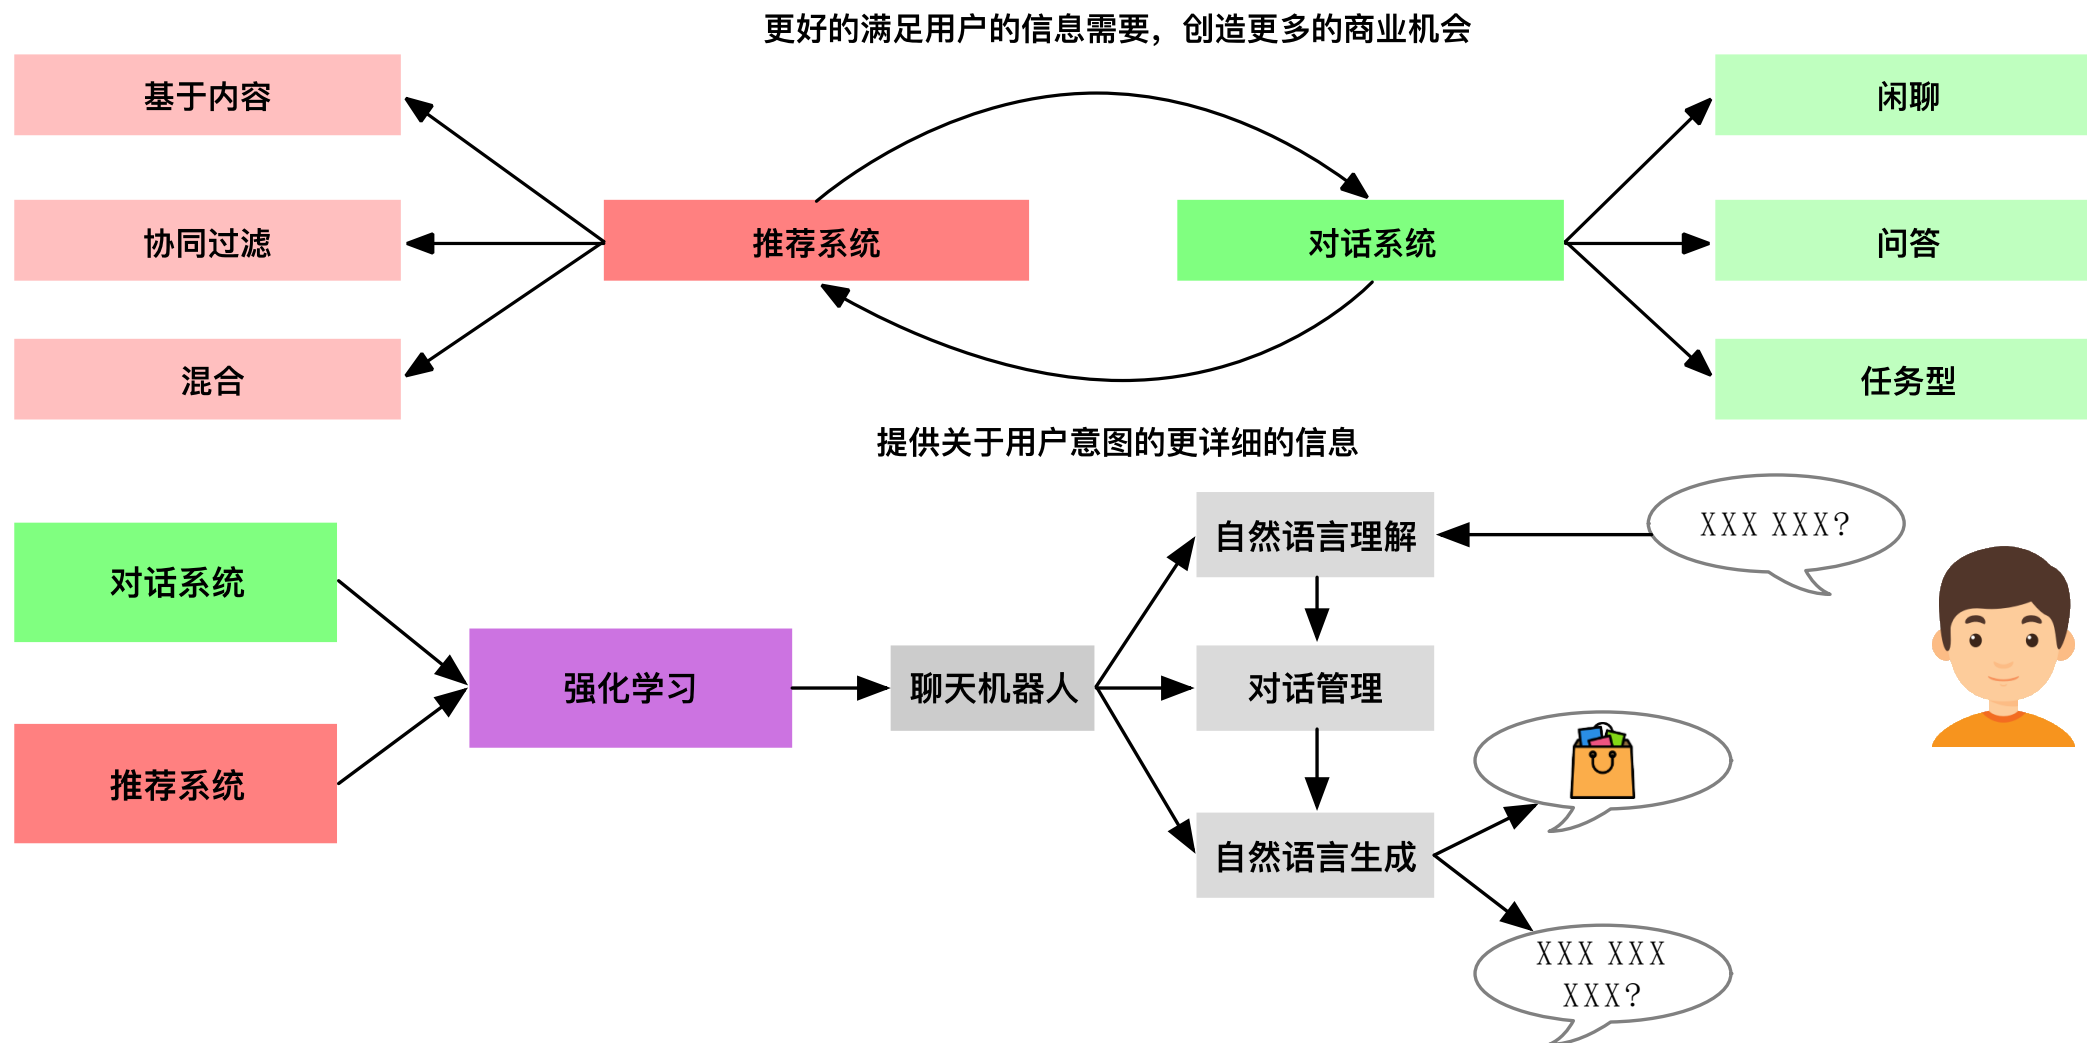 更好的满足用户的信息需要，创造更多的商业机会
基于内容
闲聊
协同过滤
推荐系统
对话系统
问答
混合
任务型
提供关于用户意图的更详细的信息
XXX XXX?
自然语言理解
对话系统
强化学习
聊天机器人
对话管理
推荐系统
自然语言生成
XXX XXX
XXX?